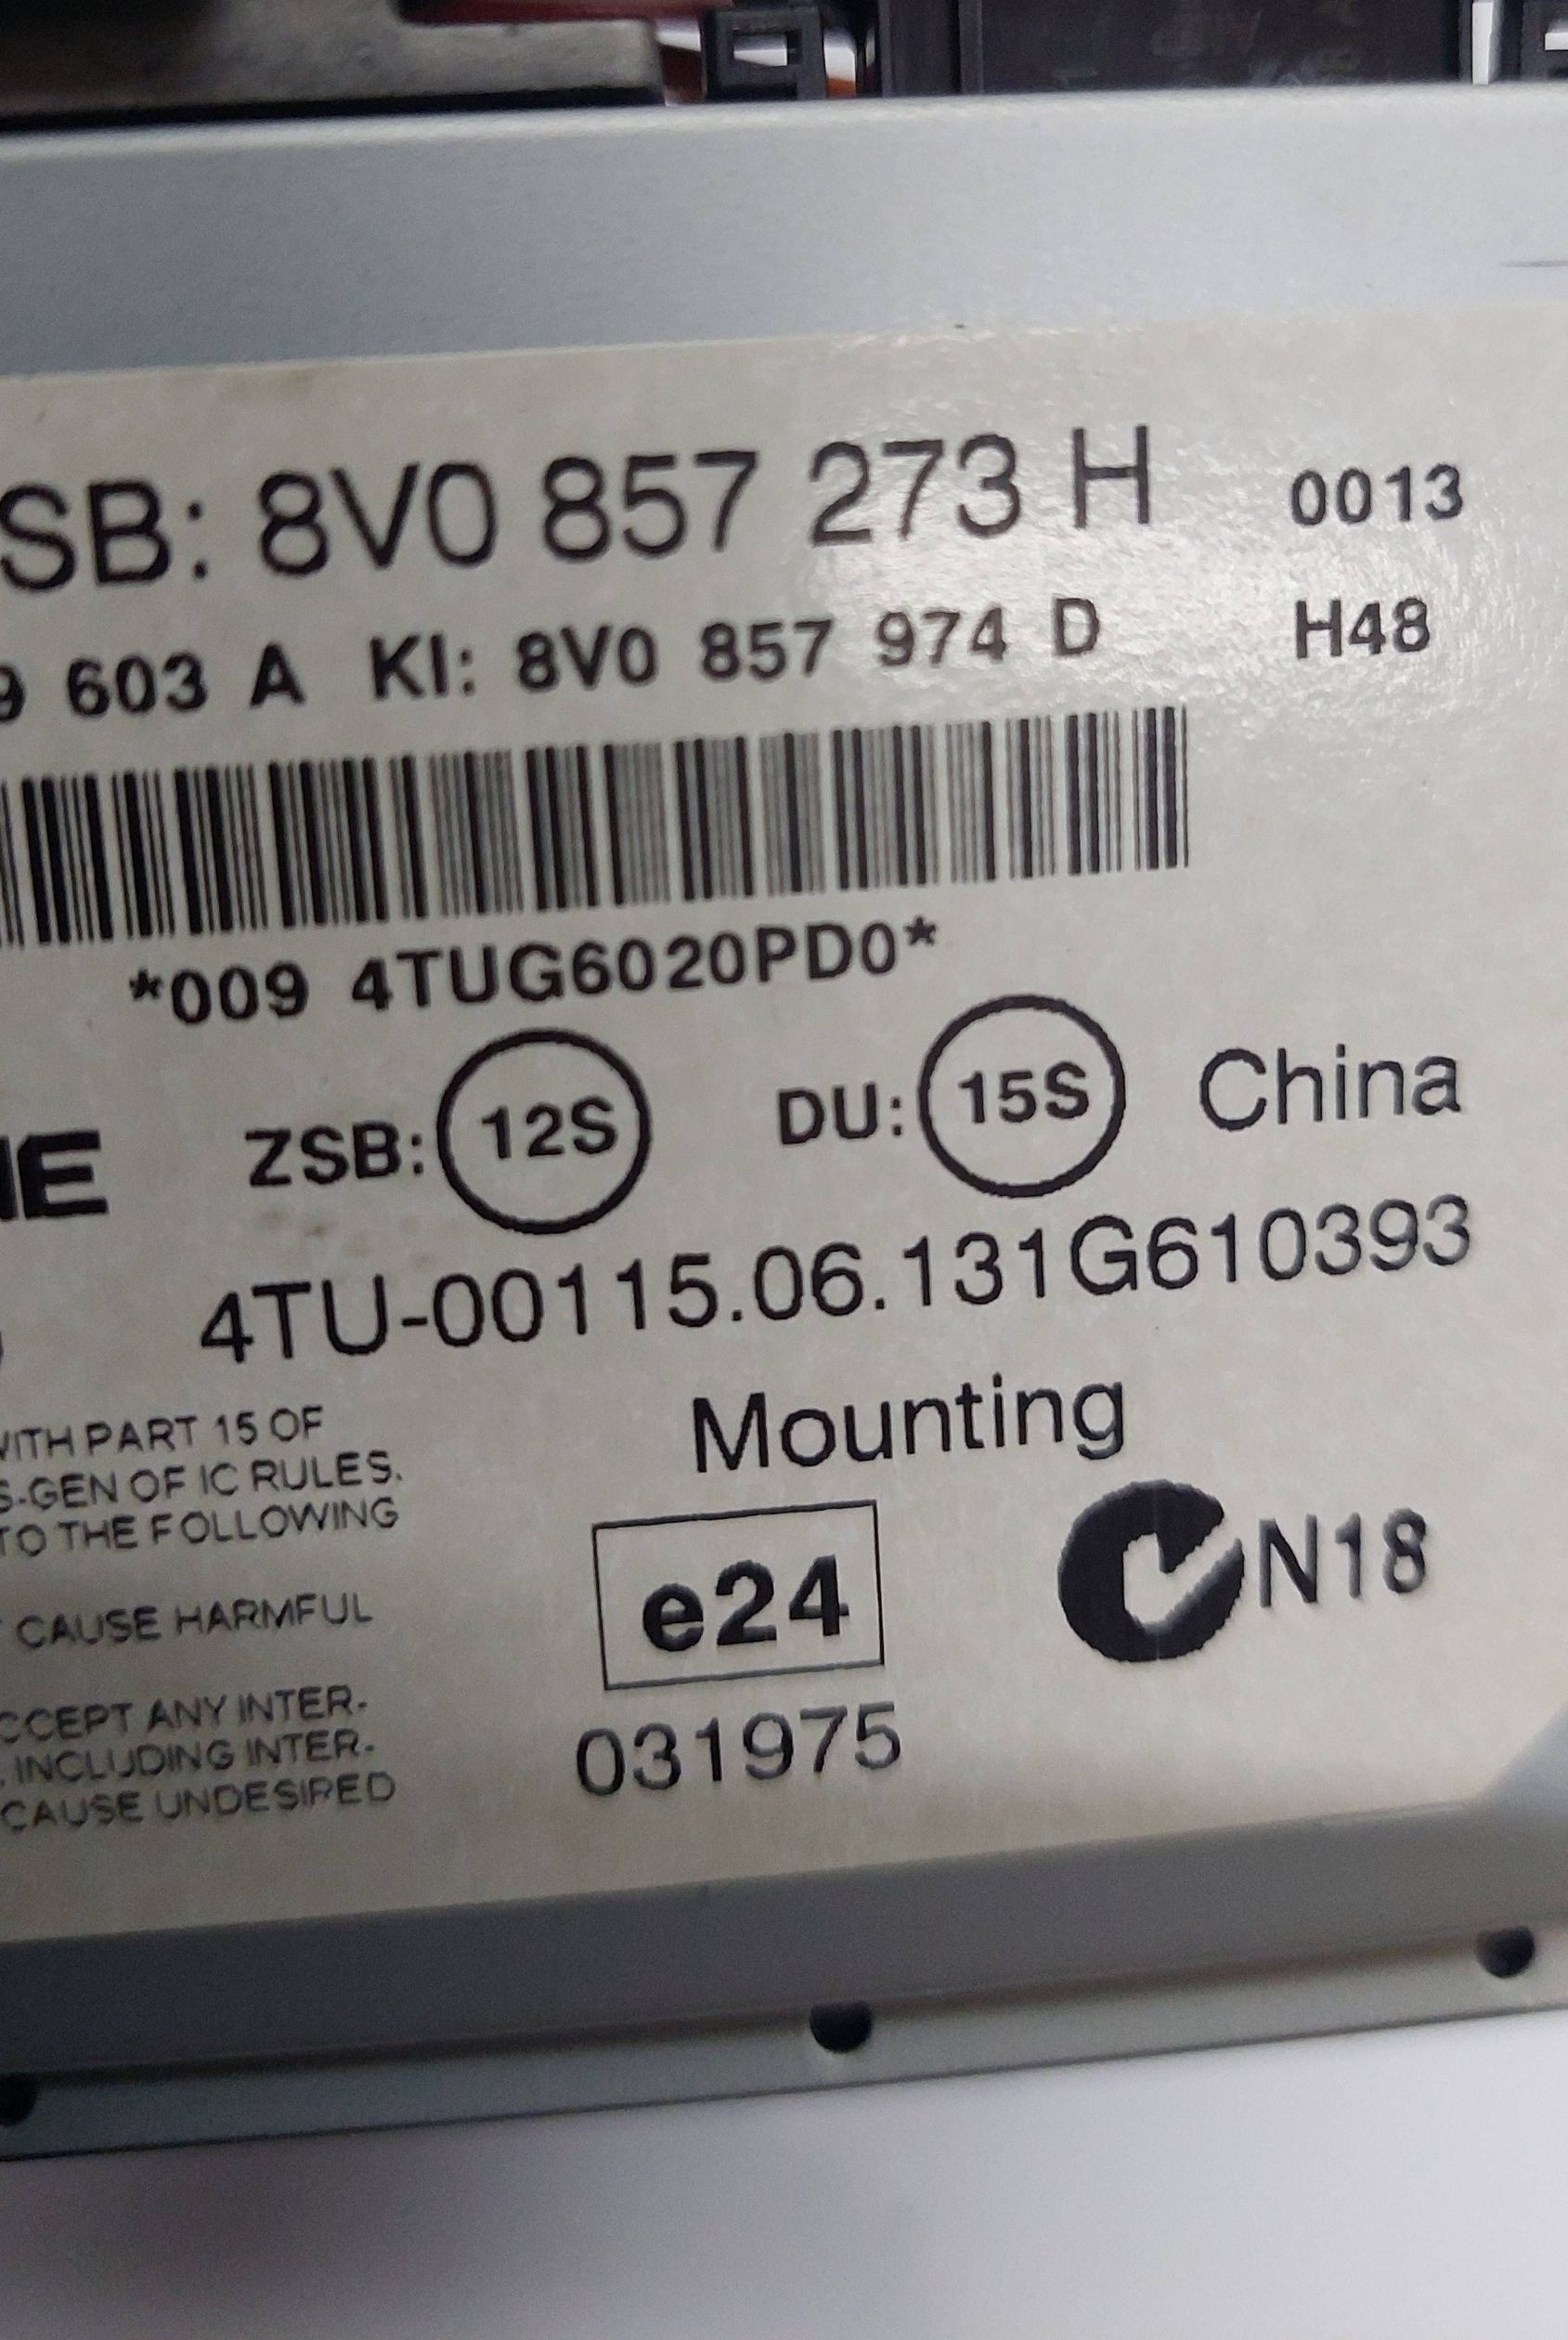 SB: 8V0 857 273 H 0013
9 603 A KI: 8V0 857 974 D H48
*009 4TUG6020PD0*
NE ZSB: 12S DU: 15S China
4TU-00115.06.131G610393
WITH PART 15 OF
S-GEN OF IC RULES.
TO THE FOLLOWING
CAUSE HARMFUL
CCEPT ANY INTER-
, INCLUDING INTER-
CAUSE UNDESIRED
Mounting
e24
031975
N18